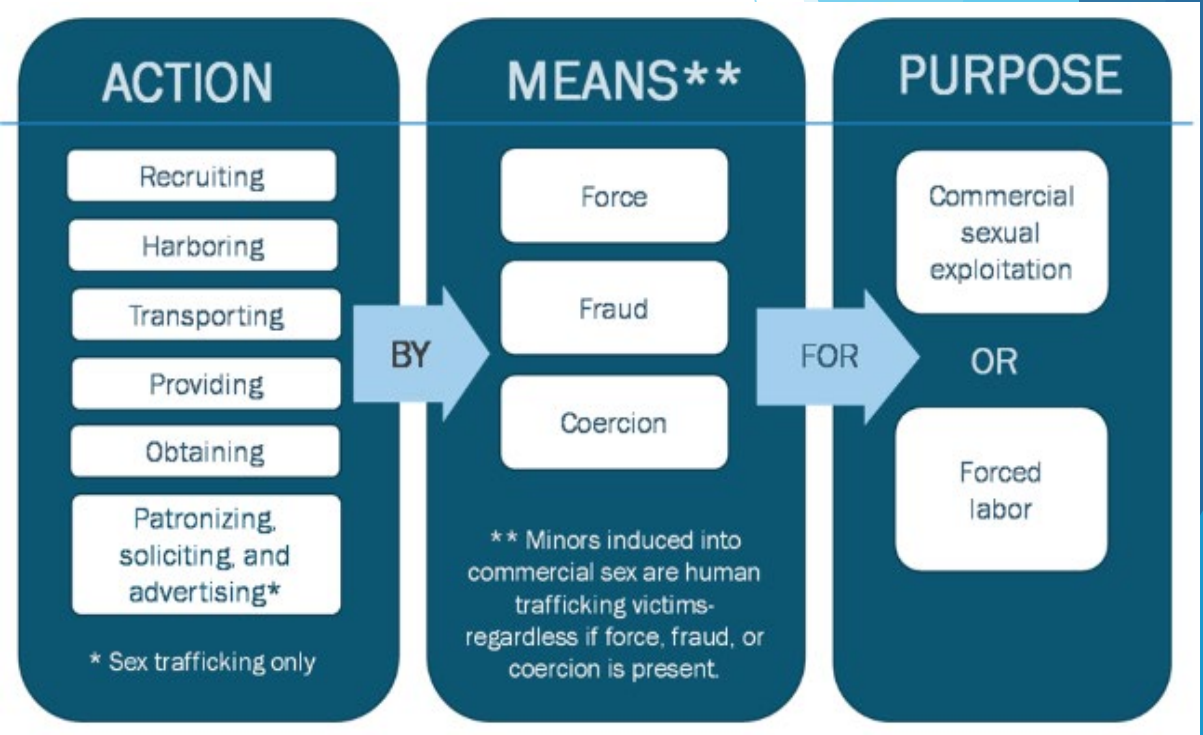 ACTION
Recruiting
Harboring
Transporting
Providing
Obtaining
Patronizing,
soliciting, and
advertising*
* Sex trafficking only
BY
MEANS**
Force
Fraud
Coercion
** Minors induced into
commercial sex are human
trafficking victims-
regardless if force, fraud, or
coercion is present.
FOR
PURPOSE
Commercial
sexual
exploitation
OR
Forced
labor